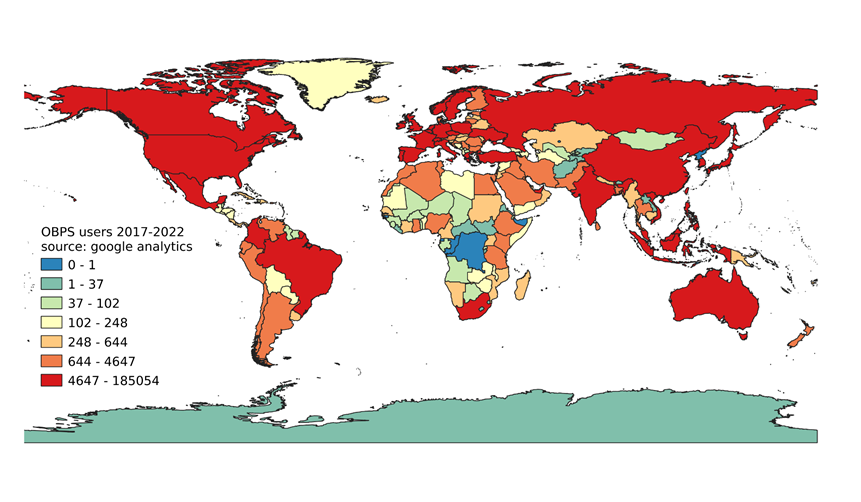 OBPS users 2017-2022
source: google analytics
0 - 1
1 - 37
37 - 102
102 - 248
248 - 644
644 - 4647
4647 - 185054